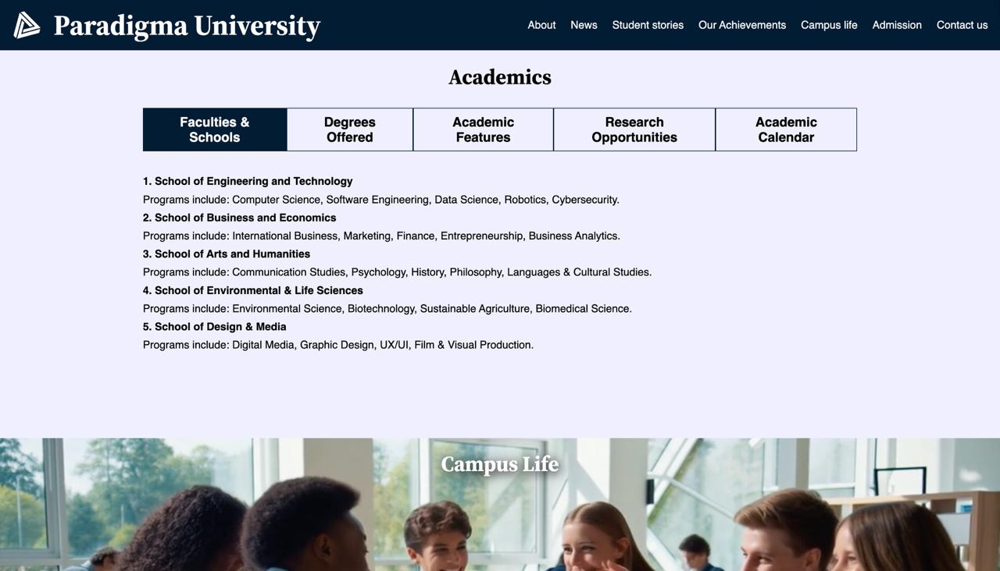 Paradigma University
About News Student stories Our Achievements Campus life Admission Contact us
Academics
Faculties &
Schools
Degrees
Offered
Academic
Features
Research
Opportunities
Academic
Calendar
1. School of Engineering and Technology
Programs include: Computer Science, Software Engineering, Data Science, Robotics, Cybersecurity.
2. School of Business and Economics
Programs include: International Business, Marketing, Finance, Entrepreneurship, Business Analytics.
3. School of Arts and Humanities
Programs include: Communication Studies, Psychology, History, Philosophy, Languages & Cultural Studies.
4. School of Environmental & Life Sciences
Programs include: Environmental Science, Biotechnology, Sustainable Agriculture, Biomedical Science.
5. School of Design & Media
Programs include: Digital Media, Graphic Design, UX/UI, Film & Visual Production.
Campus Life